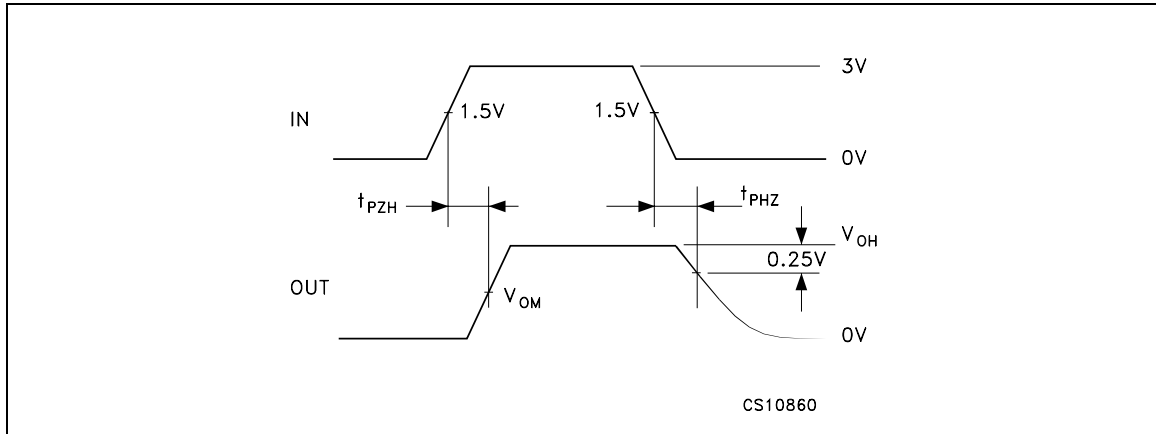 3V
IN
1.5V
1.5V
0V
tPZH
tPHZ
VOH
0.25V
OUT
VOM
0V
CS10860